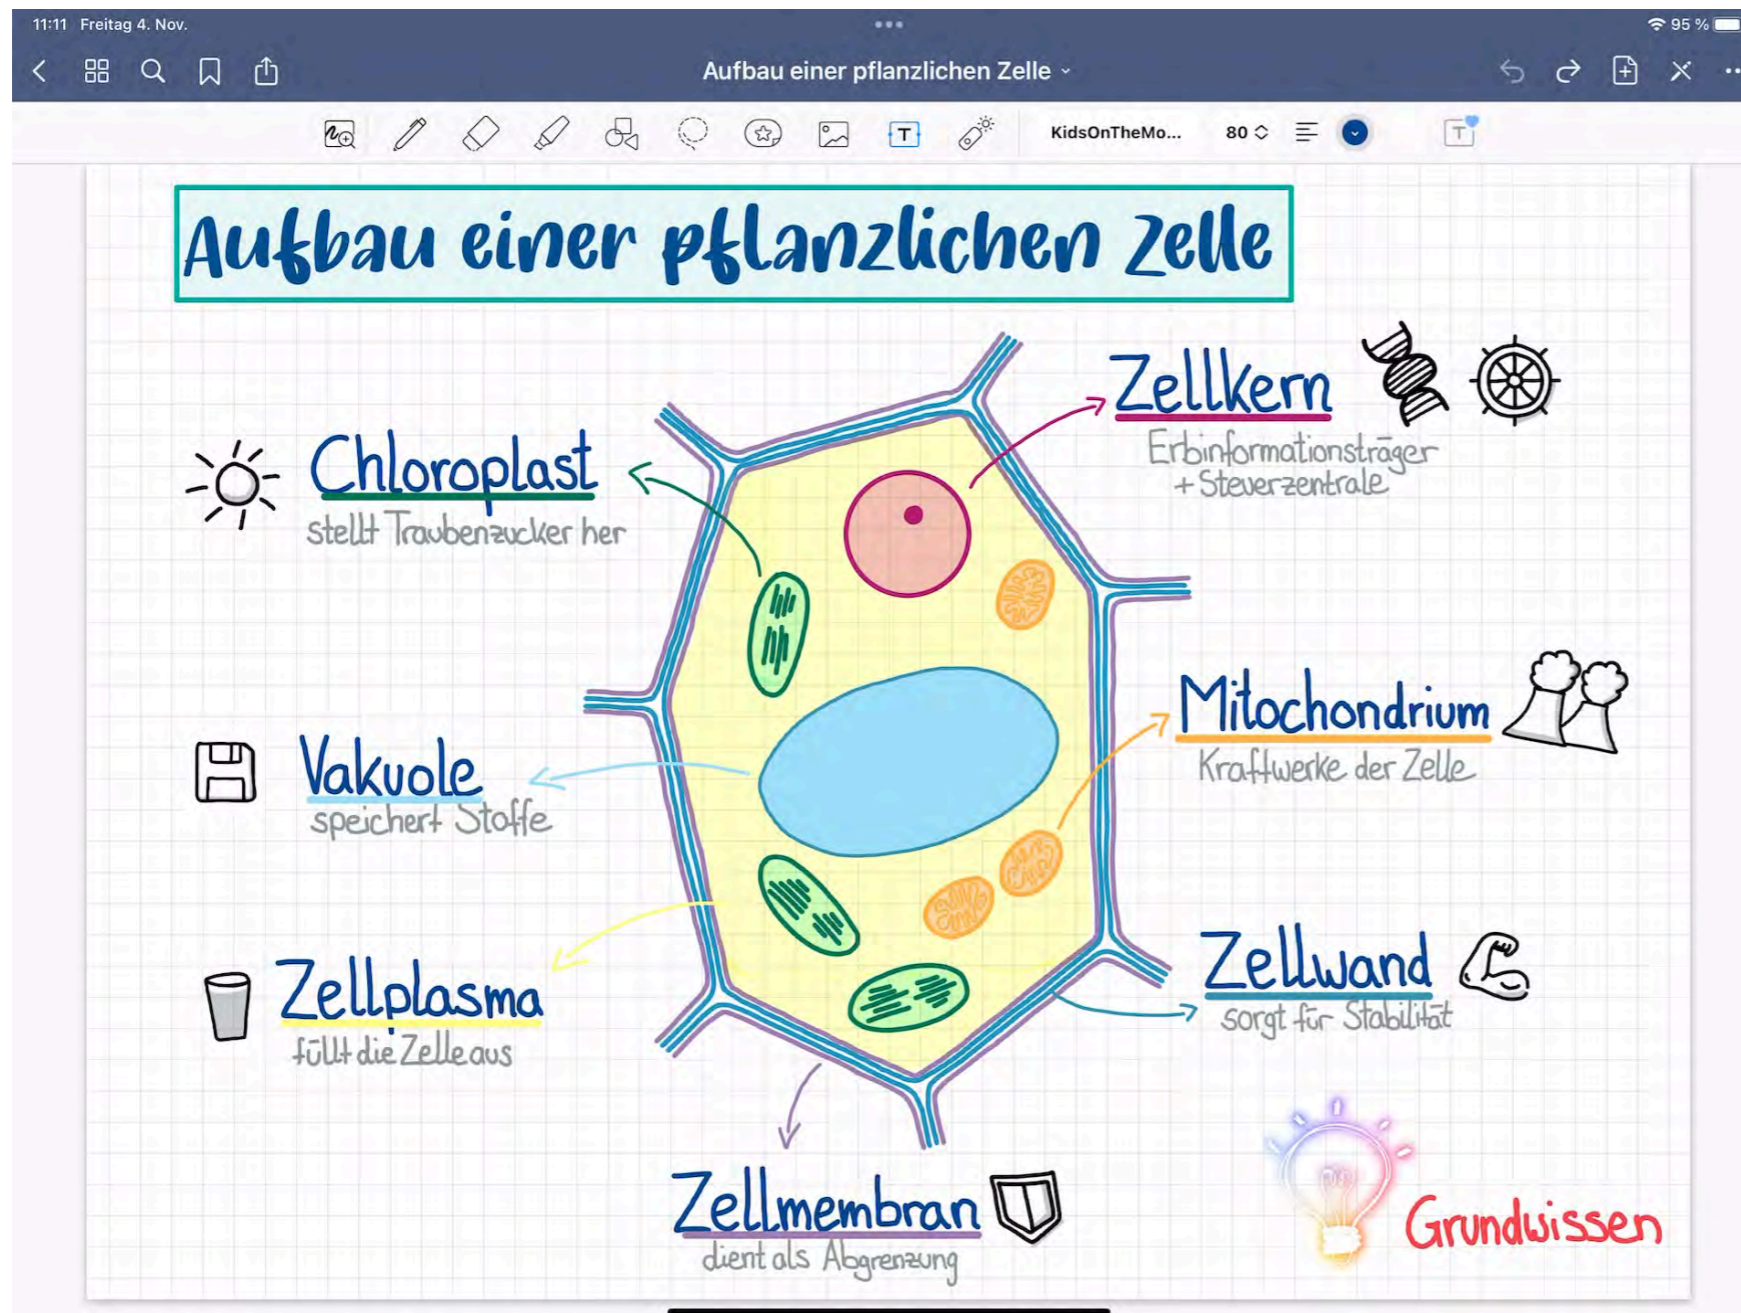 11:11 Freitag 4. Nov.
95 %
Aufbau einer pflanzlichen Zelle
KidsOnTheMo...
80
T
T
Aufbau einer pflanzlichen Zelle
Zellkern
Erbinformationsträger
+ Steuerzentrale
Chloroplast
stellt Traubenzucker her
Mitochondrium
Kraftwerke der Zelle
Vakuole
speichert Stoffe
Zellwand
sorgt für Stabilität
Zellplasma
füllt die Zelle aus
Zellmembran
dient als Abgrenzung
Grundwissen